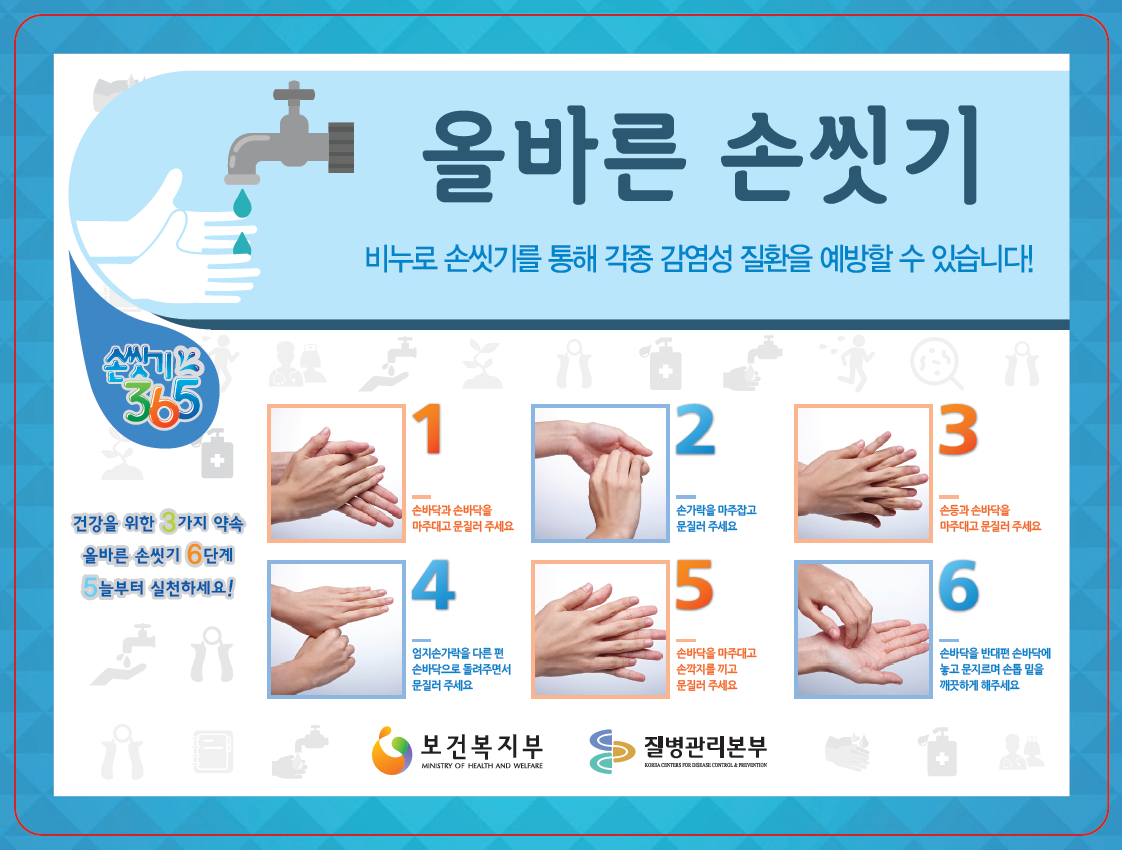 올바른 손씻기
비누로 손씻기를 통해 각종 감염성 질환을 예방할 수 있습니다!
손씻기
365
건강을 위한 3가지 약속
올바른 손씻기 6단계
5늘부터 실천하세요!
1
손바닥과 손바닥을
마주대고 문질러 주세요
2
손가락을 마주잡고
문질러 주세요
3
손등과 손바닥을
마주대고 문질러 주세요
4
엄지손가락을 다른 편
손바닥으로 돌려주면서
문질러 주세요
5
손바닥을 마주대고
손깍지를 끼고
문질러 주세요
6
손바닥을 반대편 손바닥에
놓고 문지르며 손톱 밑을
깨끗하게 해주세요
보건복지부
MINISTRY OF HEALTH AND WELFARE
질병관리본부
KOREA CENTERS FOR DISEASE CONTROL & PREVENTION